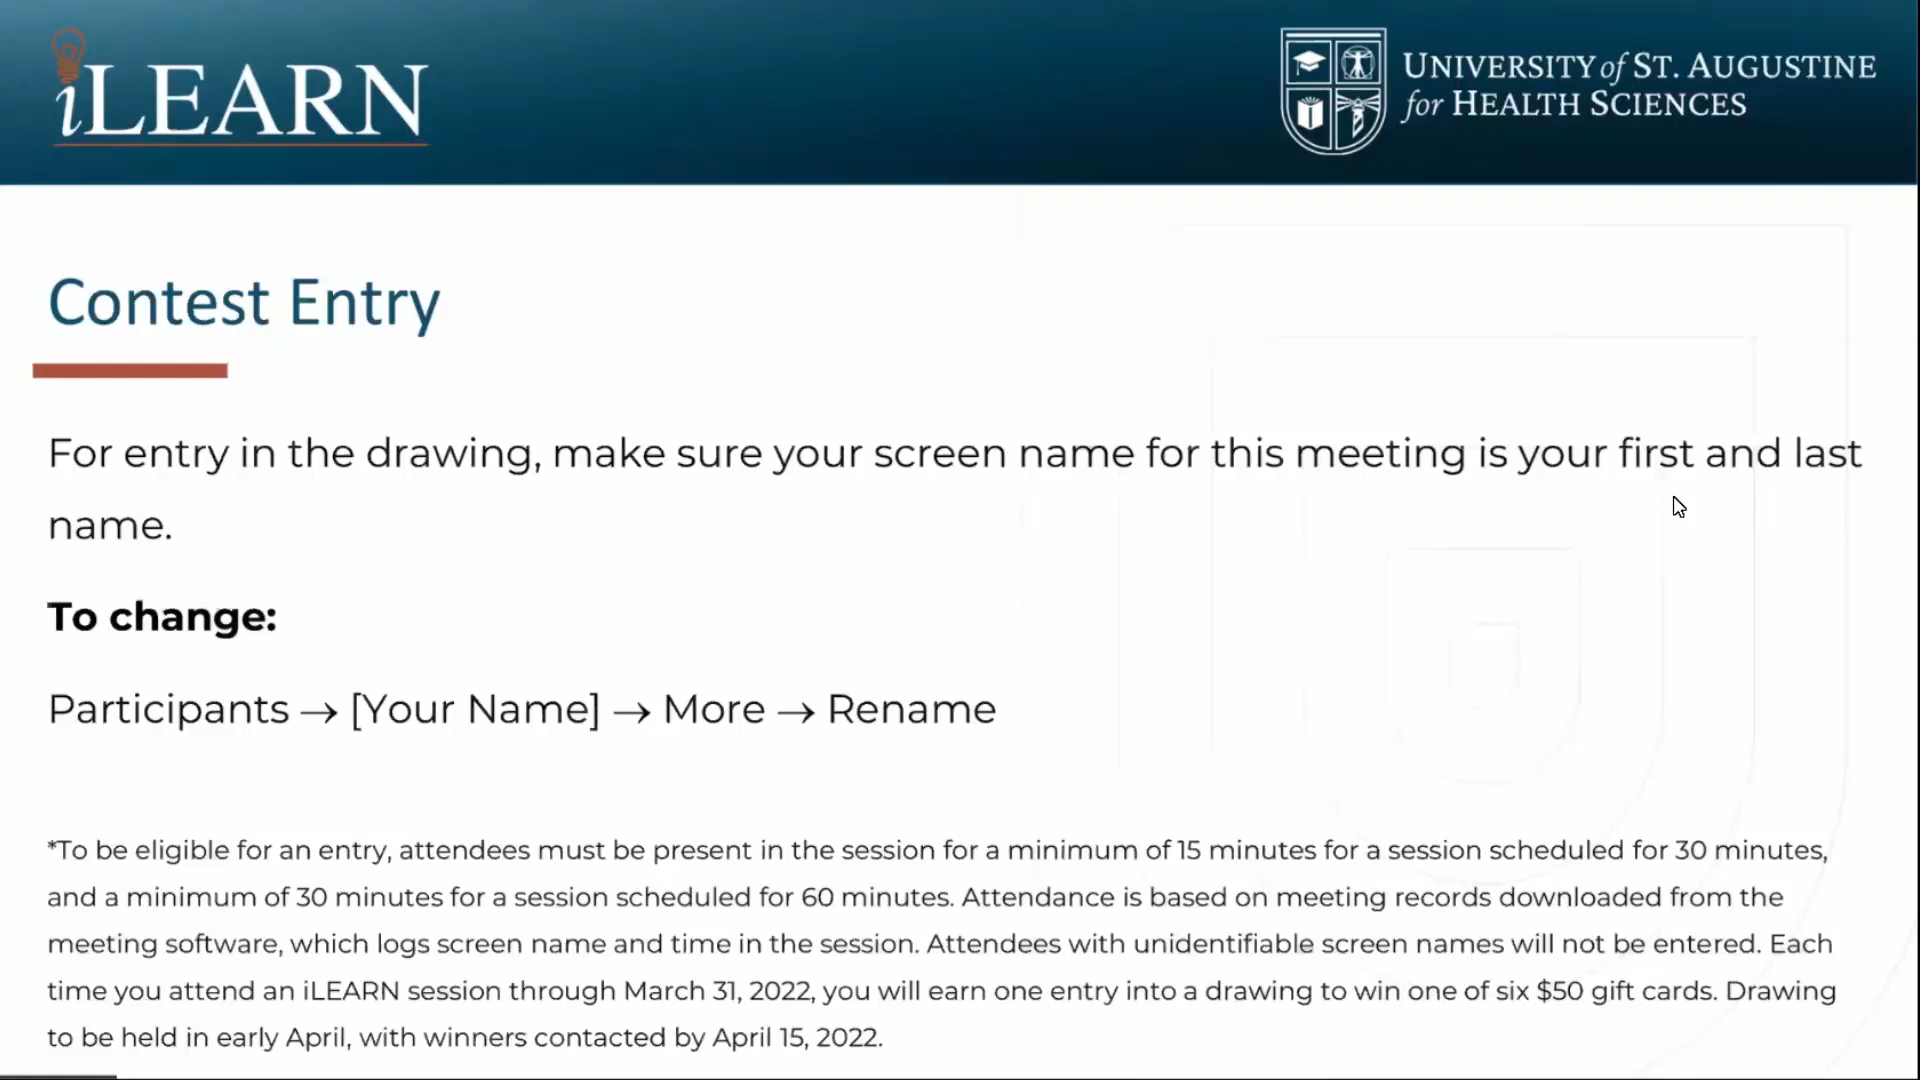 iLEARN
UNIVERSITY of ST. AUGUSTINE
for HEALTH SCIENCES
Contest Entry
For entry in the drawing, make sure your screen name for this meeting is your first and last
name.
To change:
Participants → [Your Name] → More → Rename
*To be eligible for an entry, attendees must be present in the session for a minimum of 15 minutes for a session scheduled for 30 minutes,
and a minimum of 30 minutes for a session scheduled for 60 minutes. Attendance is based on meeting records downloaded from the
meeting software, which logs screen name and time in the session. Attendees with unidentifiable screen names will not be entered. Each
time you attend an iLEARN session through March 31, 2022, you will earn one entry into a drawing to win one of six $50 gift cards. Drawing
to be held in early April, with winners contacted by April 15, 2022.